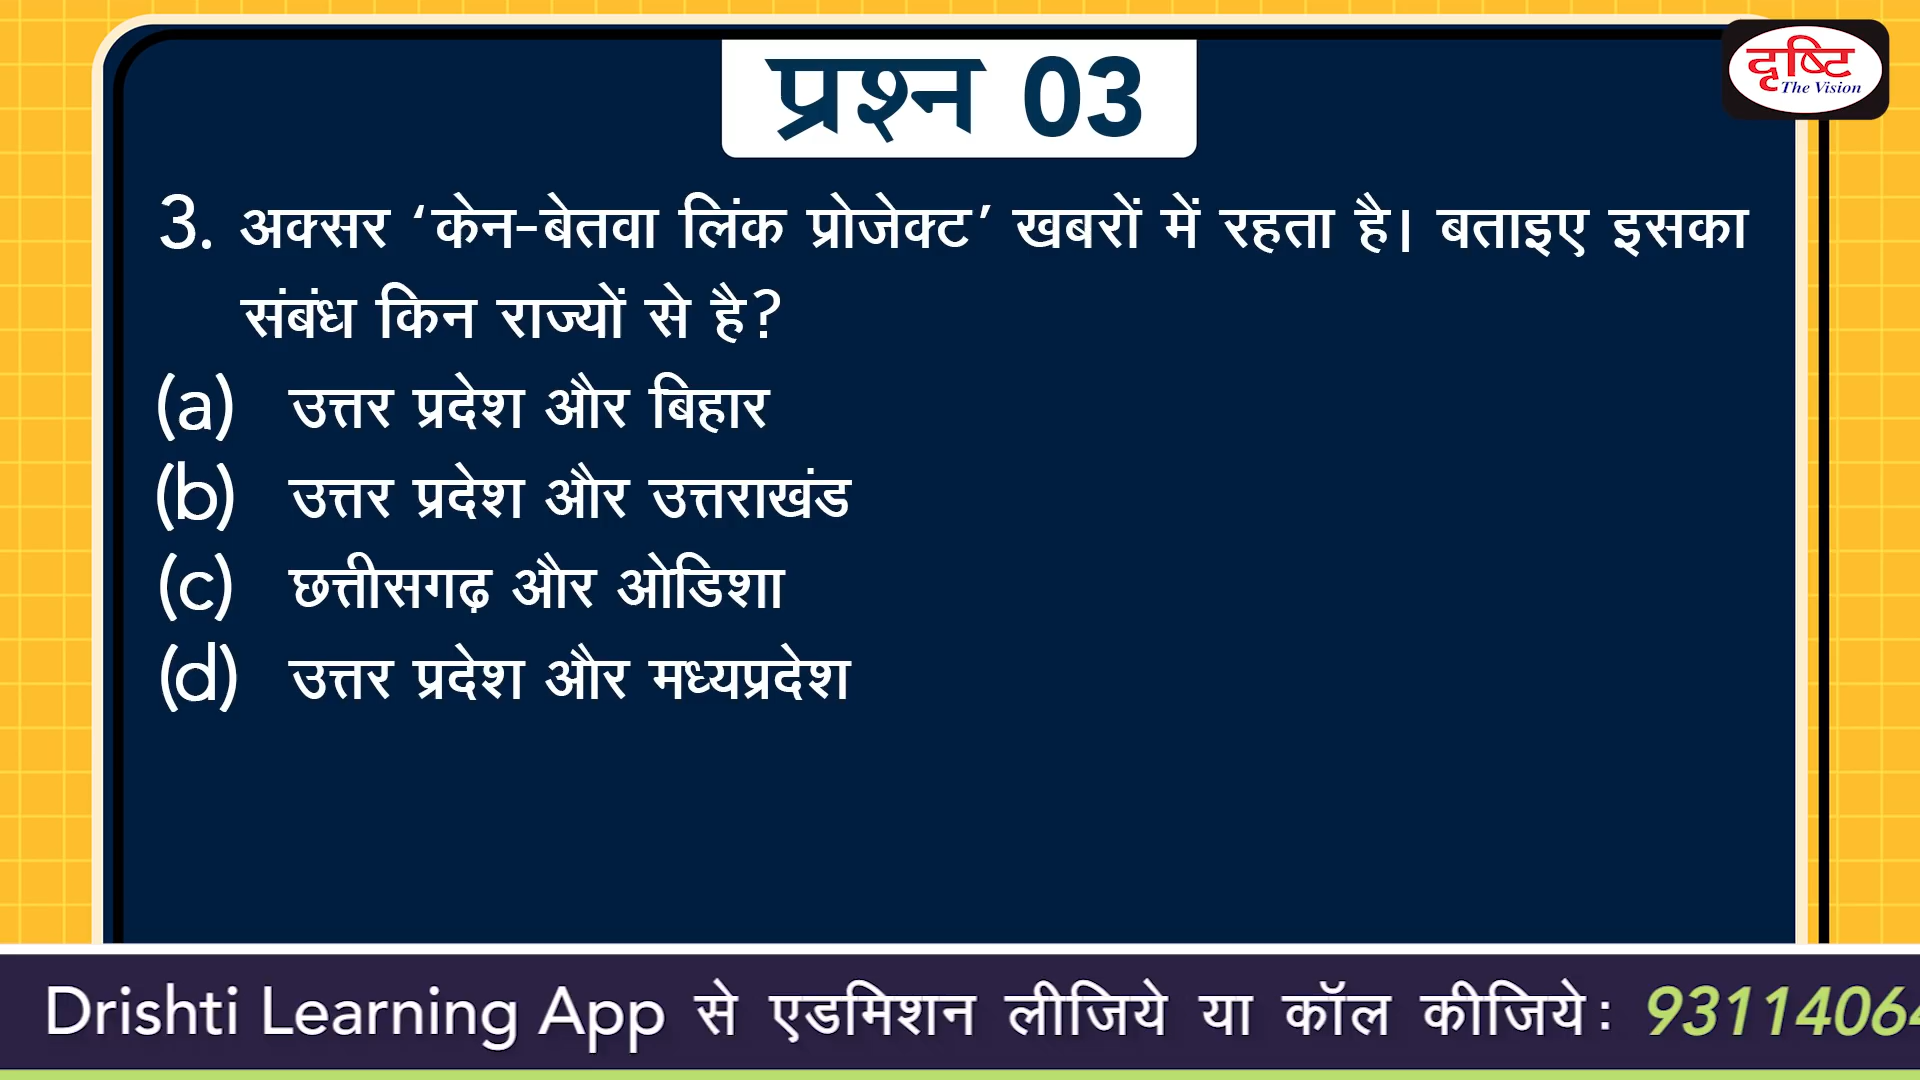 प्रश्न 03
दृष्टि
The Vision
3. अक्सर ‘केन-बेतवा लिंक प्रोजेक्ट’ खबरों में रहता है। बताइए इसका
संबंध किन राज्यों से है?
(a) उत्तर प्रदेश और बिहार
(b) उत्तर प्रदेश और उत्तराखंड
(c) छत्तीसगढ़ और ओडिशा
(d) उत्तर प्रदेश और मध्यप्रदेश
Drishti Learning App से एडमिशन लीजिये या कॉल कीजिये: 93114064